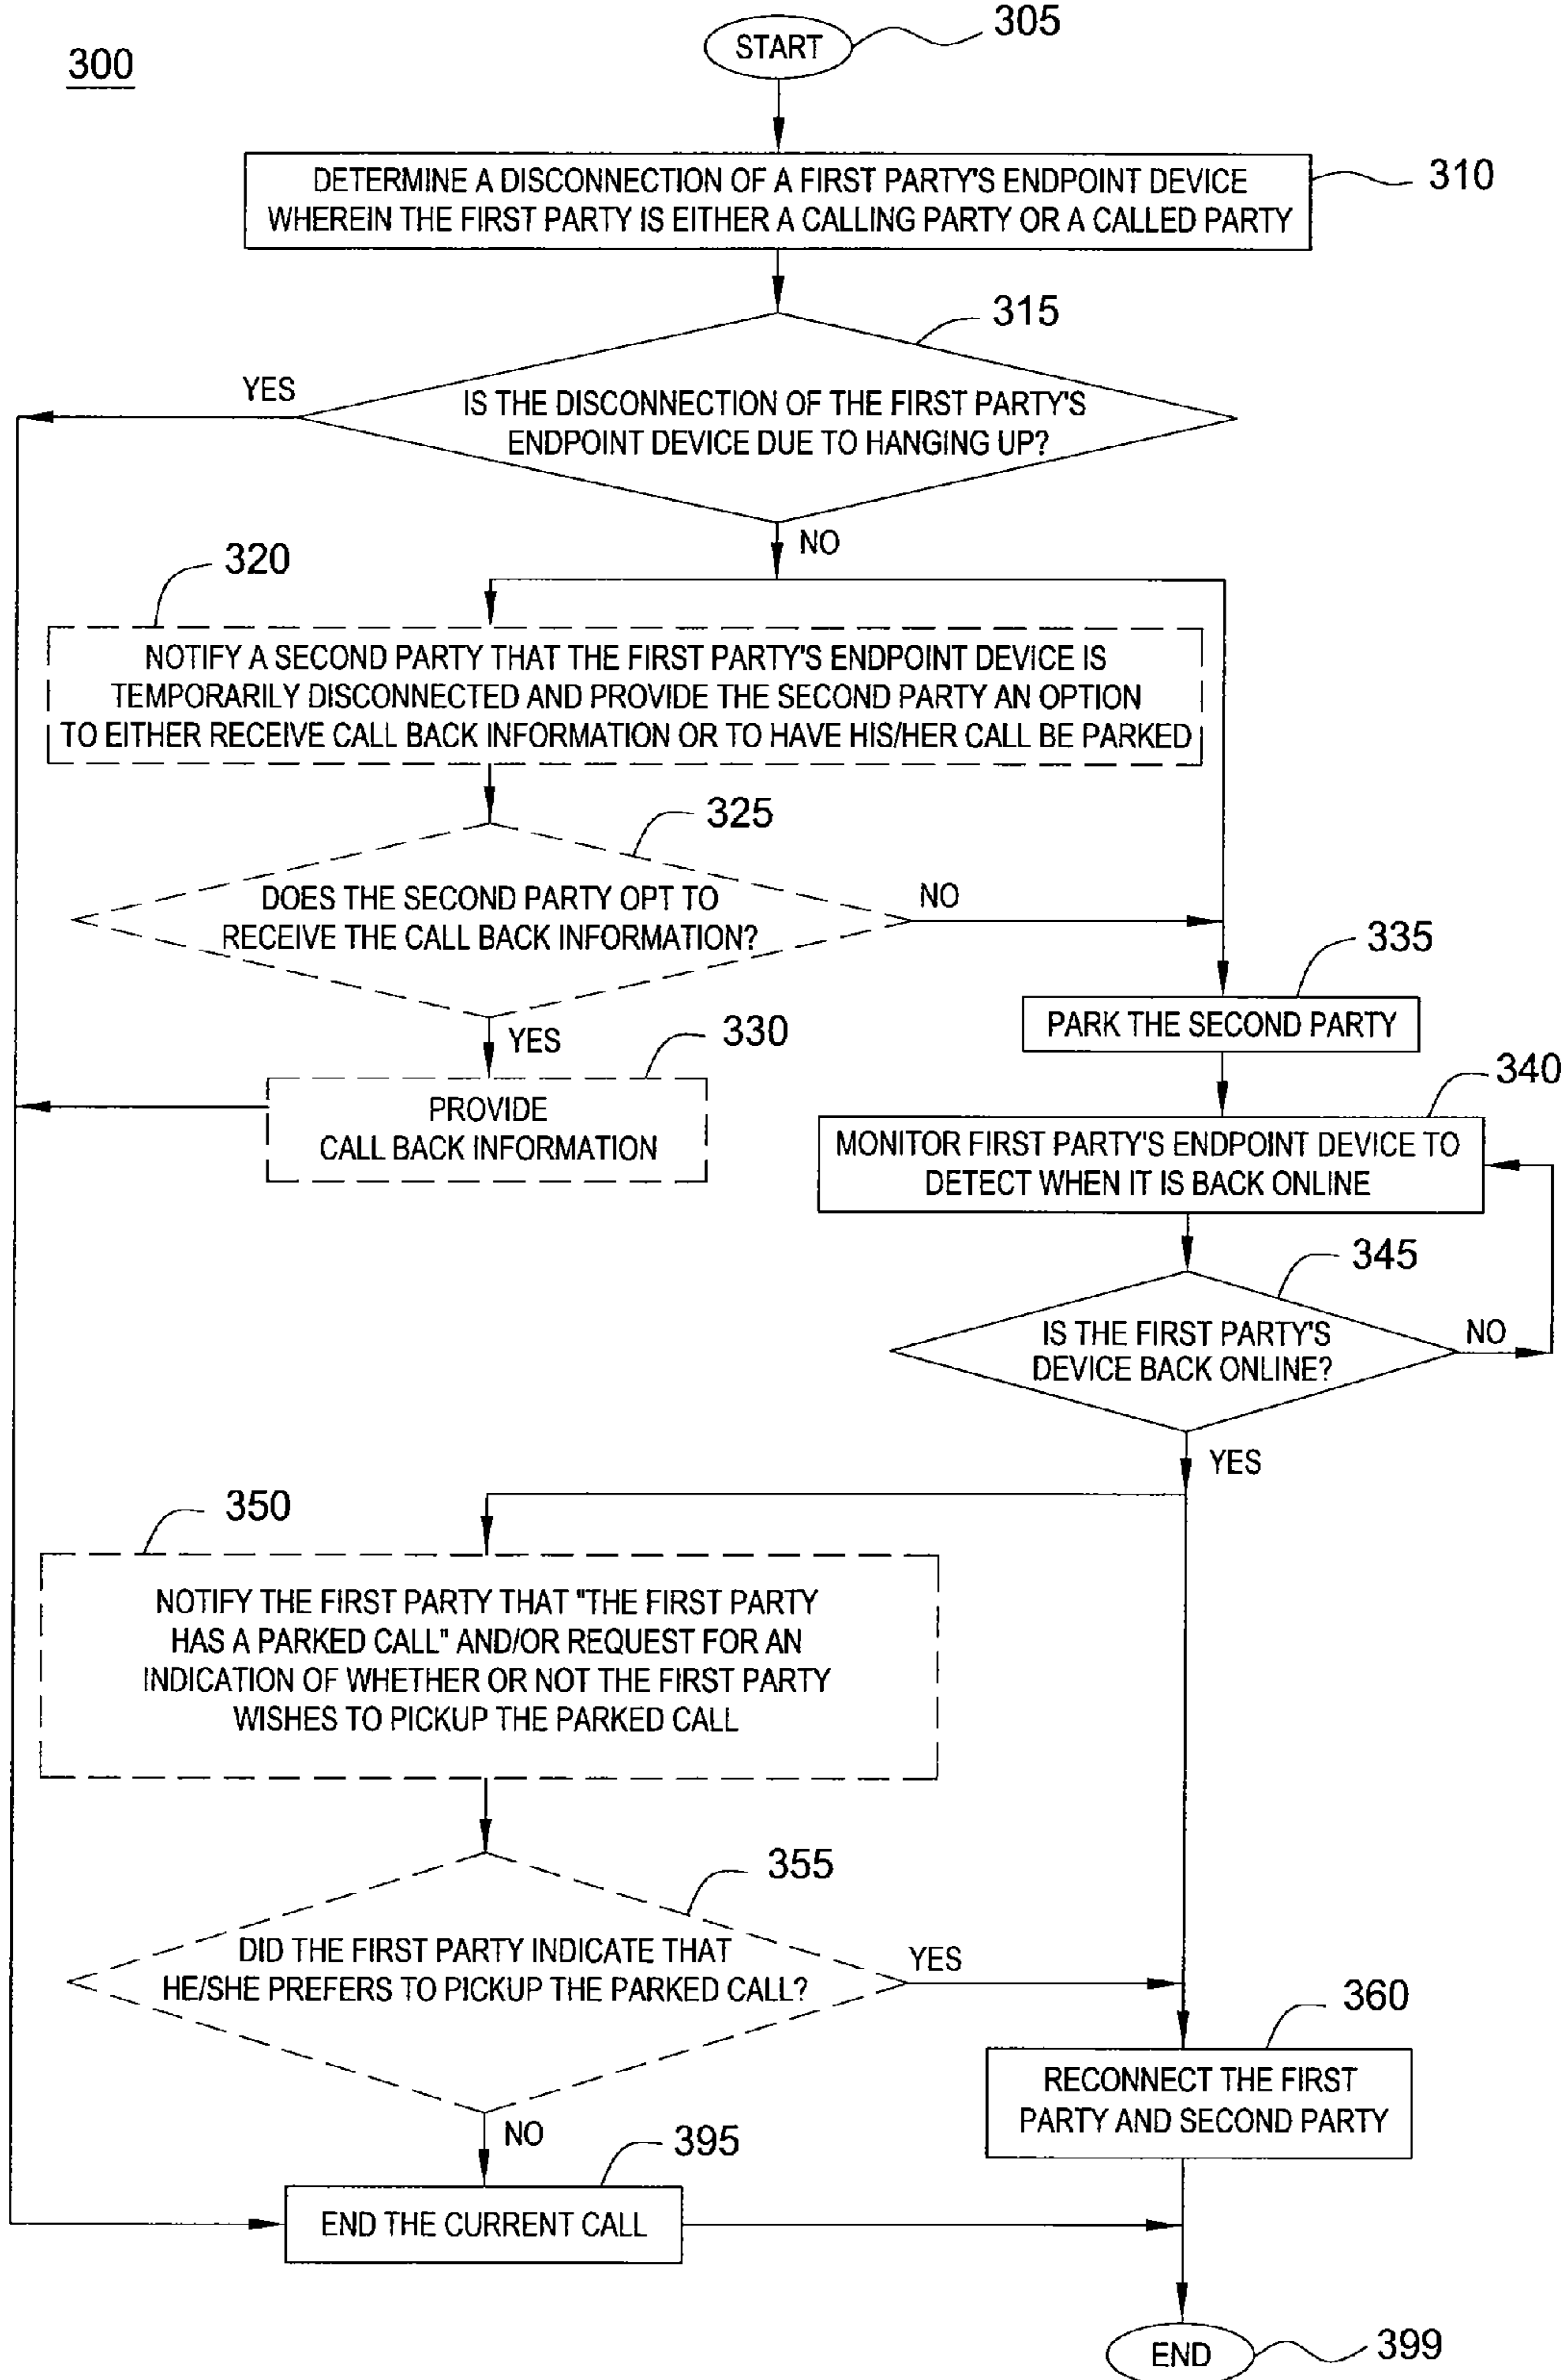 300
START
305
DETERMINE A DISCONNECTION OF A FIRST PARTY'S ENDPOINT DEVICE
WHEREIN THE FIRST PARTY IS EITHER A CALLING PARTY OR A CALLED PARTY
310
315
YES
IS THE DISCONNECTION OF THE FIRST PARTY'S
ENDPOINT DEVICE DUE TO HANGING UP?
NO
320
NOTIFY A SECOND PARTY THAT THE FIRST PARTY'S ENDPOINT DEVICE IS
TEMPORARILY DISCONNECTED AND PROVIDE THE SECOND PARTY AN OPTION
TO EITHER RECEIVE CALL BACK INFORMATION OR TO HAVE HIS/HER CALL BE PARKED
325
DOES THE SECOND PARTY OPT TO
RECEIVE THE CALL BACK INFORMATION?
NO
YES
330
PROVIDE
CALL BACK INFORMATION
335
PARK THE SECOND PARTY
340
MONITOR FIRST PARTY'S ENDPOINT DEVICE TO
DETECT WHEN IT IS BACK ONLINE
345
IS THE FIRST PARTY'S
DEVICE BACK ONLINE?
NO
YES
350
NOTIFY THE FIRST PARTY THAT "THE FIRST PARTY
HAS A PARKED CALL" AND/OR REQUEST FOR AN
INDICATION OF WHETHER OR NOT THE FIRST PARTY
WISHES TO PICKUP THE PARKED CALL
355
DID THE FIRST PARTY INDICATE THAT
HE/SHE PREFERS TO PICKUP THE PARKED CALL?
YES
NO
360
RECONNECT THE FIRST
PARTY AND SECOND PARTY
395
END THE CURRENT CALL
END
399